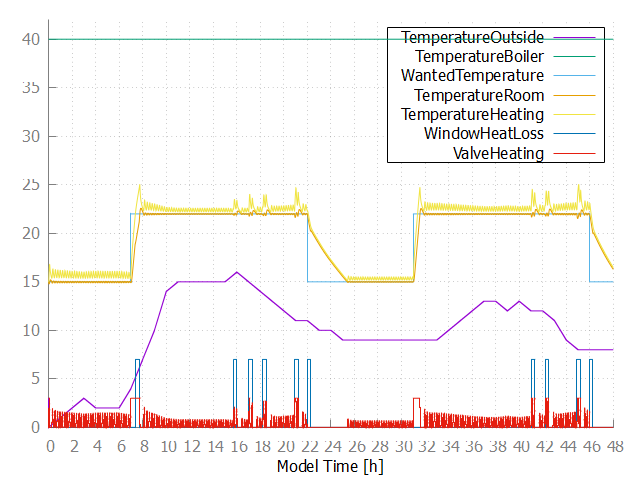 40
35
30
25
20
15
10
5
0
TemperatureOutside
TemperatureBoiler
WantedTemperature
TemperatureRoom
TemperatureHeating
WindowHeatLoss
ValveHeating
0 2 4 6 8 10 12 14 16 18 20 22 24 26 28 30 32 34 36 38 40 42 44 46 48
Model Time [h]